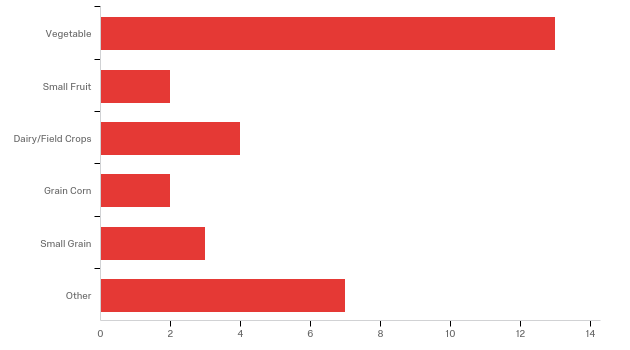 Vegetable
Small Fruit
Dairy/Field Crops
Grain Corn
Small Grain
Other
0 2 4 6 8 10 12 14